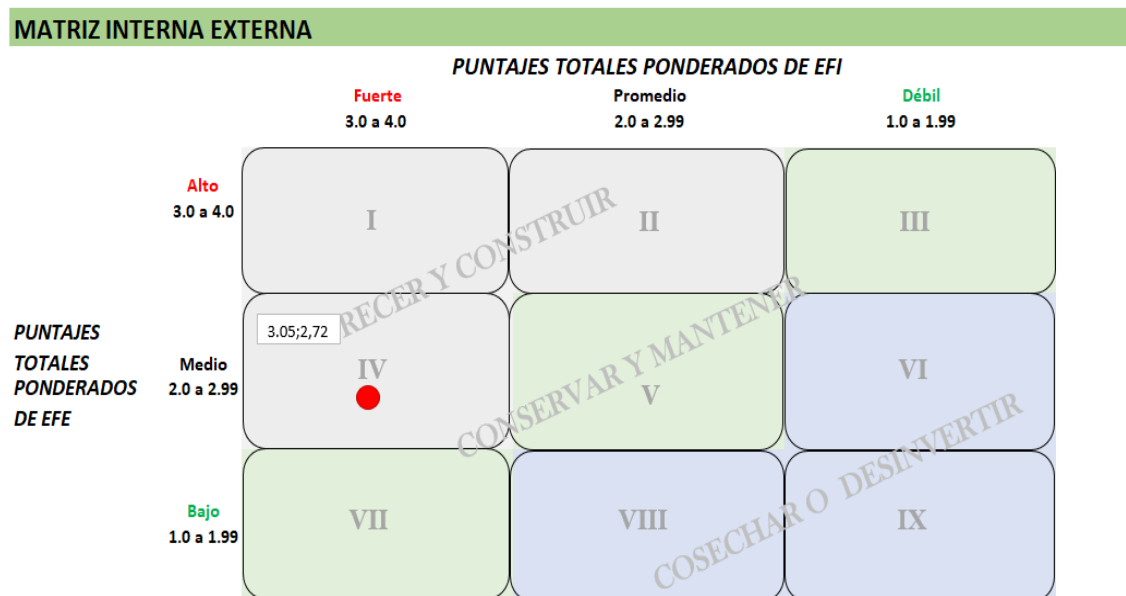 MATRIZ INTERNA EXTERNA
PUNTAJES TOTALES PONDERADOS DE EFI
Fuerte
3.0 a 4.0
Promedio
2.0 a 2.99
Débil
1.0 a 1.99
Alto
3.0 a 4.0
I
II
III
RECER Y CONSTRUIR
PUNTAJES
TOTALES
PONDERADOS
DE EFE
Medio
2.0 a 2.99
3.05;2,72
IV
V
VI
CONSERVAR Y MANTENER
Bajo
1.0 a 1.99
VII
VIII
IX
COSECHAR O DESINVERTIR